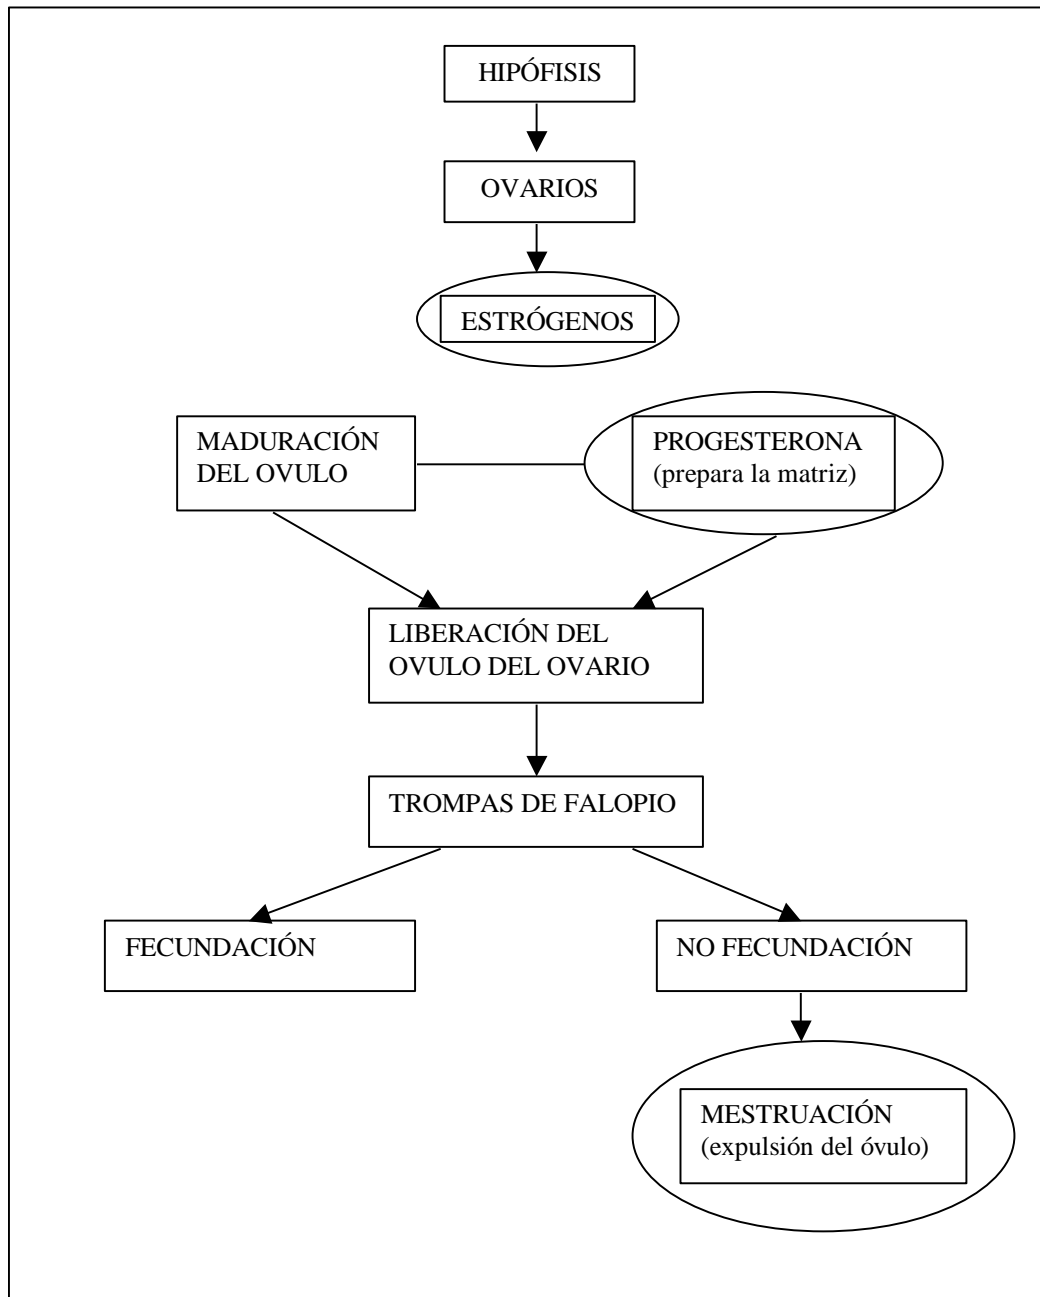 HIPÓFISIS
OVARIOS
ESTRÓGENOS
MADURACIÓN
DEL OVULO
PROGESTERONA
(prepara la matriz)
LIBERACIÓN DEL
OVULO DEL OVARIO
TROMPAS DE FALOPIO
FECUNDACIÓN
NO FECUNDACIÓN
MESTRUACIÓN
(expulsión del óvulo)